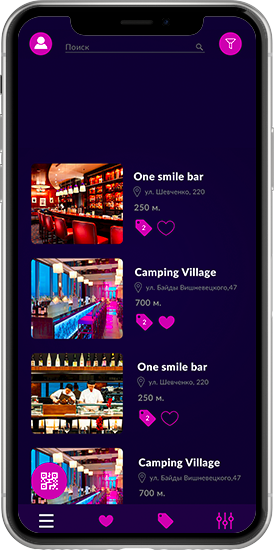 Поиск
One smile bar
ул. Шевченко, 220
250 м.
2
Camping Village
ул. Байды Вишневецкого,47
700 м.
2
One smile bar
ул. Шевченко, 220
250 м.
2
Camping Village
ул. Байды Вишневецкого,47
700 м.